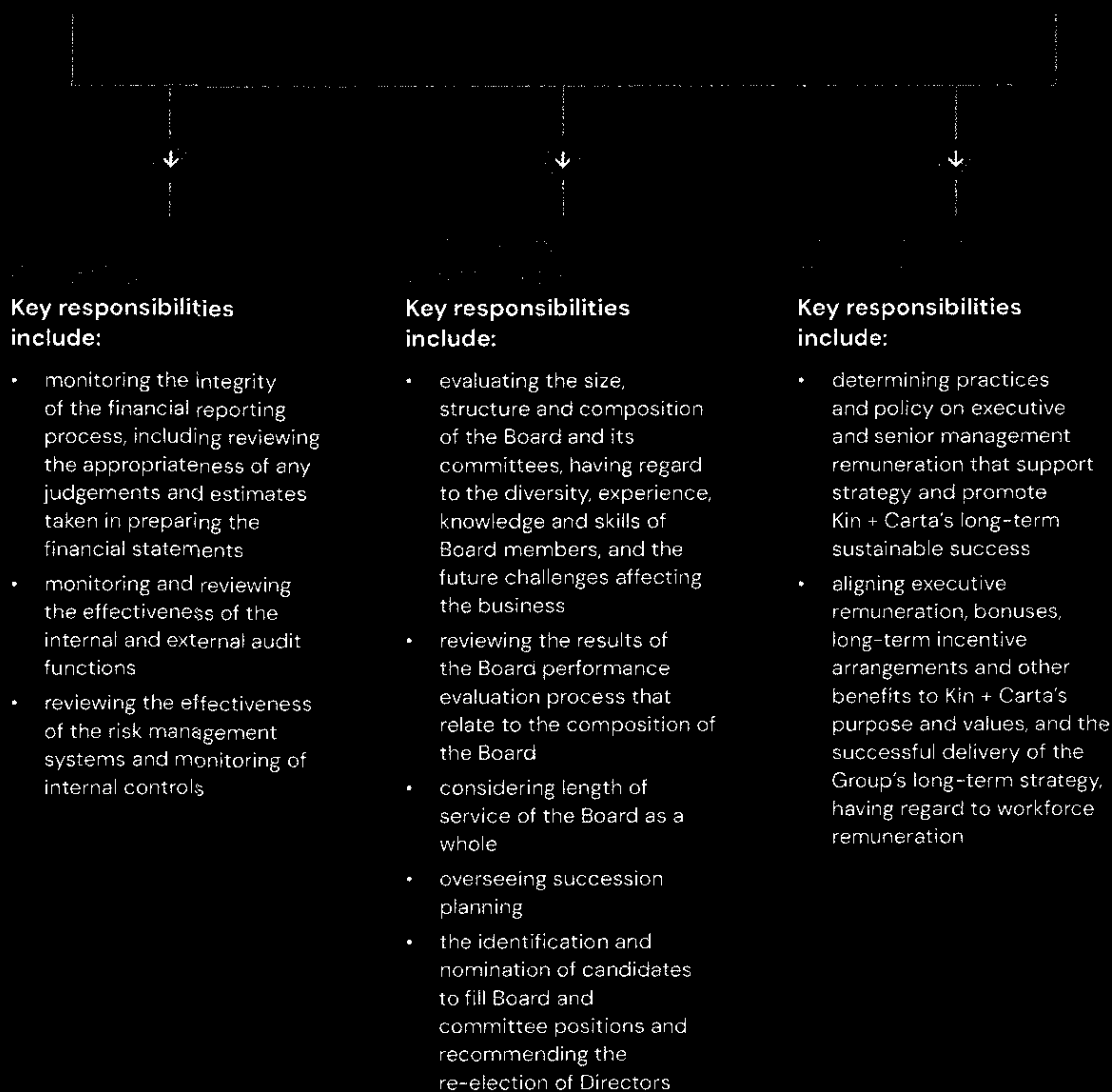 Key responsibilities
include:
• monitoring the integrity
of the financial reporting
process, including reviewing
the appropriateness of any
judgements and estimates
taken in preparing the
financial statements
• monitoring and reviewing
the effectiveness of the
internal and external audit
functions
• reviewing the effectiveness
of the risk management
systems and monitoring of
internal controls
Key responsibilities
include:
• evaluating the size,
structure and composition
of the Board and its
committees, having regard
to the diversity, experience,
knowledge and skills of
Board members, and the
future challenges affecting
the business
• reviewing the results of
the Board performance
evaluation process that
relate to the composition of
the Board
• considering length of
service of the Board as a
whole
• overseeing succession
planning
• the identification and
nomination of candidates
to fill Board and
committee positions and
recommending the
re-election of Directors
Key responsibilities
include:
• determining practices
and policy on executive
and senior management
remuneration that support
strategy and promote
Kin + Carta's long-term
sustainable success
• aligning executive
remuneration, bonuses,
long-term incentive
arrangements and other
benefits to Kin + Carta's
purpose and values, and the
successful delivery of the
Group's long-term strategy,
having regard to workforce
remuneration